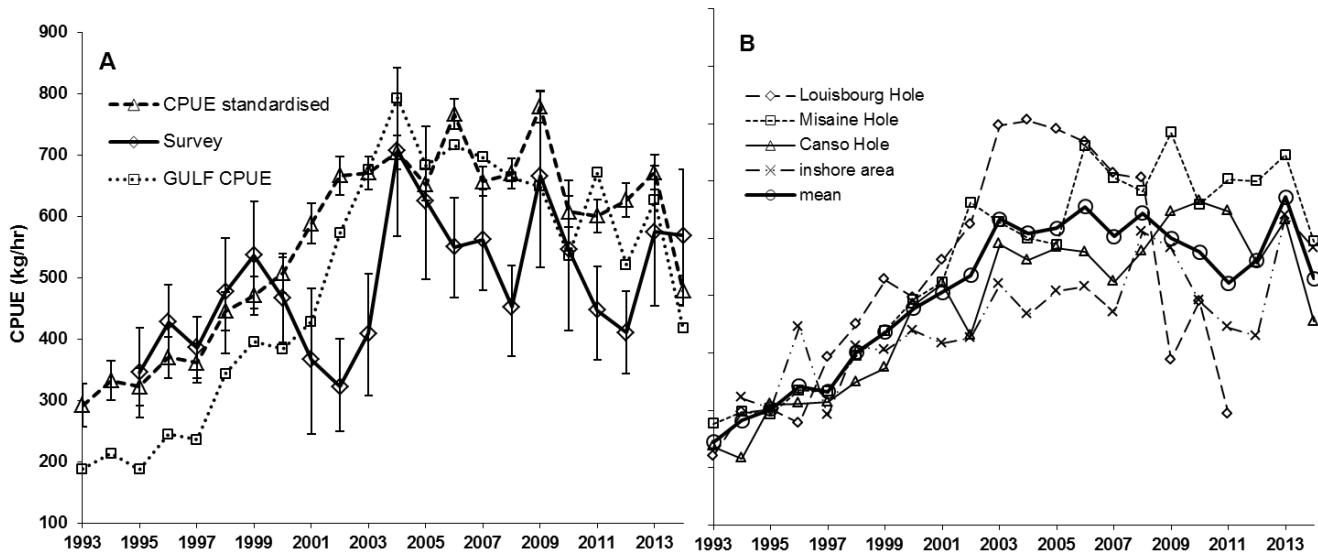 A
CPUE standardised
Survey
GULF CPUE
CPUE (kg/hr)
900
800
700
600
500
400
300
200
100
1993 1995 1997 1999 2001 2003 2005 2007 2009 2011 2013
B
Louisbourg Hole
Misaine Hole
Canso Hole
inshore area
mean
1993 1995 1997 1999 2001 2003 2005 2007 2009 2011 2013